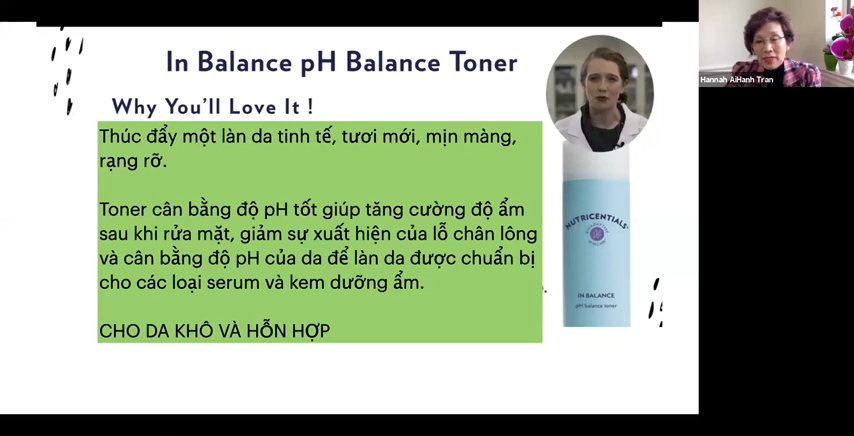 In Balance pH Balance Toner
Why You'll Love It !
Thúc đẩy một làn da tinh tế, tươi mới, mịn màng,
rạng rỡ.
Toner cân bằng độ pH tốt giúp tăng cường độ ẩm
sau khi rửa mặt, giảm sự xuất hiện của lỗ chân lông
và cân bằng độ pH của da để làn da được chuẩn bị
cho các loại serum và kem dưỡng ẩm.
CHO DA KHÔ VÀ HỖN HỢP
NUTRICENTIALS
IN BALANCE
pH balance toner
Hannah AiHanh Tran